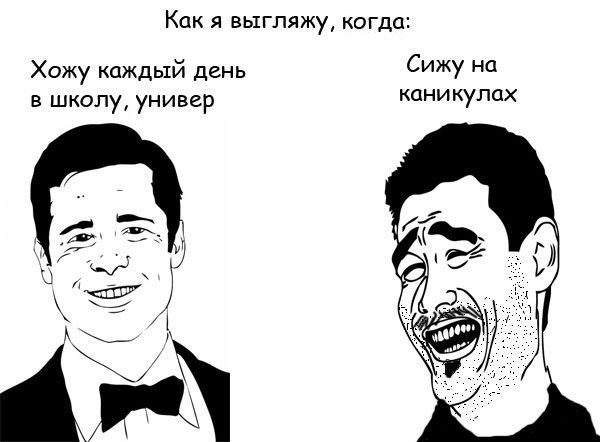 Как я выгляжу, когда:
Хожу каждый день
в школу, универ
Сижу на
каникулах